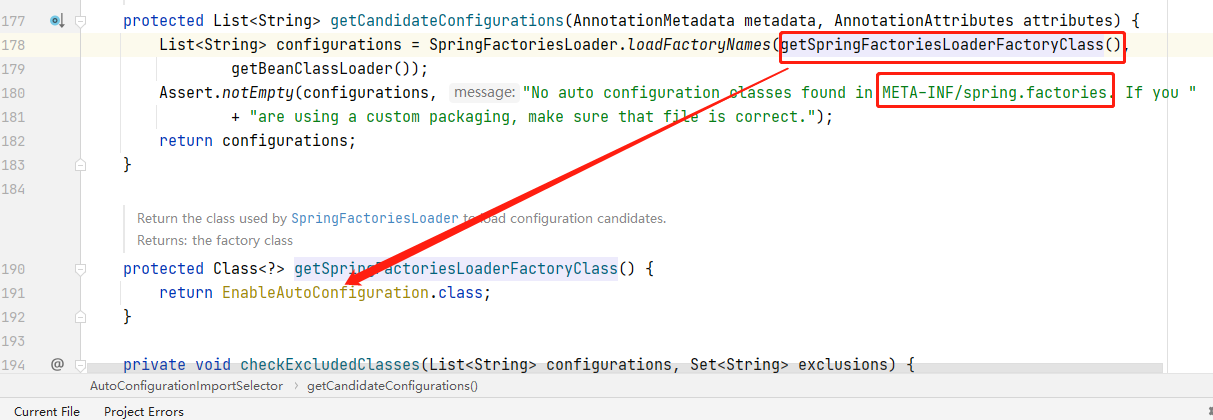 177 protected List<String> getCandidateConfigurations(AnnotationMetadata metadata, AnnotationAttributes attributes) {
178 List<String> configurations = SpringFactoriesLoader.loadFactoryNames(getSpringFactoriesLoaderFactoryClass(),
179 getBeanClassLoader());
180 Assert.notEmpty(configurations, message: "No auto configuration classes found in META-INF/spring.factories. If you "
181 + "are using a custom packaging, make sure that file is correct.");
182 return configurations;
183 }
184
Return the class used by SpringFactoriesLoader to load configuration candidates.
Returns: the factory class
190 protected Class<?> getSpringFactoriesLoaderFactoryClass() {
191 return EnableAutoConfiguration.class;
192 }
193
194 @ private void checkExcludedClasses(List<String> configurations, Set<String> exclusions) {
AutoConfigurationImportSelector › getCandidateConfigurations()
Current File Project Errors